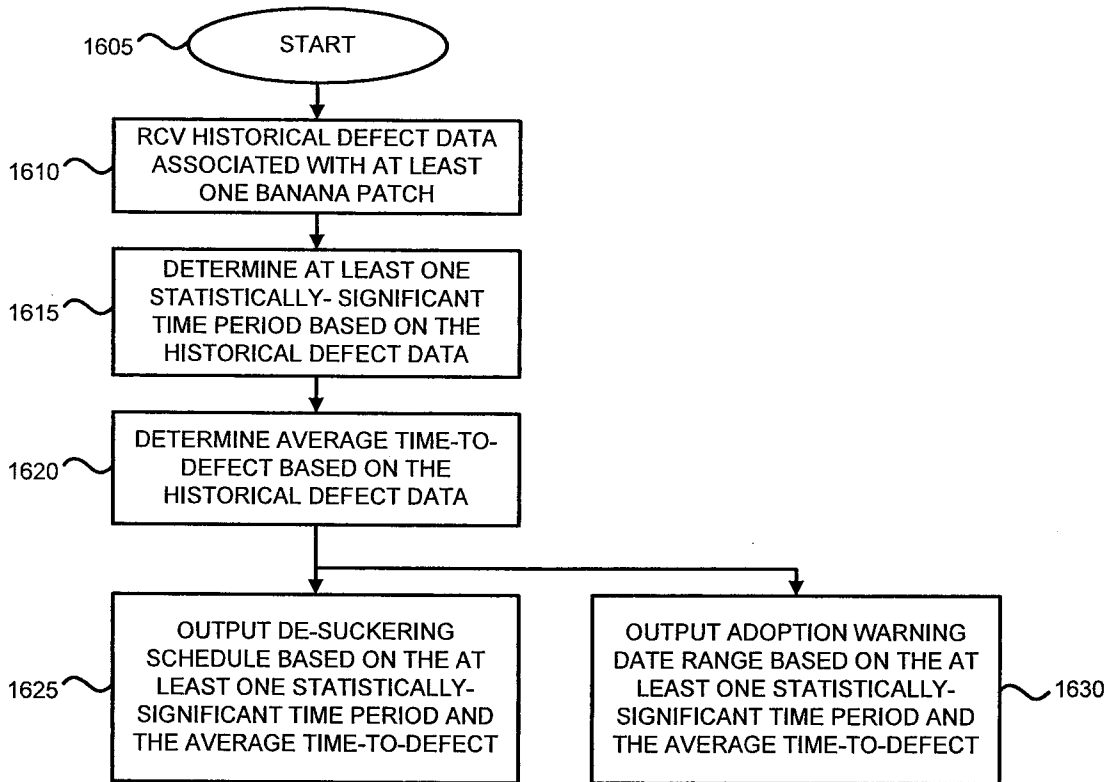 1605
START
1610
RCV HISTORICAL DEFECT DATA
ASSOCIATED WITH AT LEAST
ONE BANANA PATCH
1615
DETERMINE AT LEAST ONE
STATISTICALLY- SIGNIFICANT
TIME PERIOD BASED ON THE
HISTORICAL DEFECT DATA
1620
DETERMINE AVERAGE TIME-TO-
DEFECT BASED ON THE
HISTORICAL DEFECT DATA
1625
OUTPUT DE-SUCKERING
SCHEDULE BASED ON THE AT
LEAST ONE STATISTICALLY-
SIGNIFICANT TIME PERIOD AND
THE AVERAGE TIME-TO-DEFECT
OUTPUT ADOPTION WARNING
DATE RANGE BASED ON THE AT
LEAST ONE STATISTICALLY-
SIGNIFICANT TIME PERIOD AND
THE AVERAGE TIME-TO-DEFECT
1630